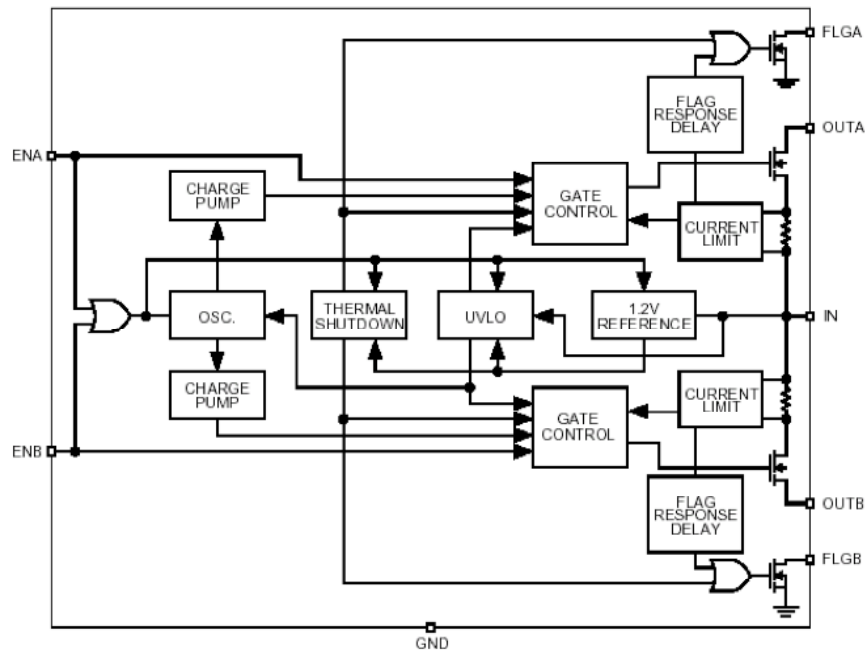 FLGA
FLAG
RESPONSE
DELAY
OUTA
ENA
CHARGE
PUMP
GATE
CONTROL
CURRENT
LIMIT
OSC.
THERMAL
SHUTDOWN
UVLO
1.2V
REFERENCE
IN
CHARGE
PUMP
GATE
CONTROL
CURRENT
LIMIT
ENB
FLAG
RESPONSE
DELAY
OUTB
FLGB
GND